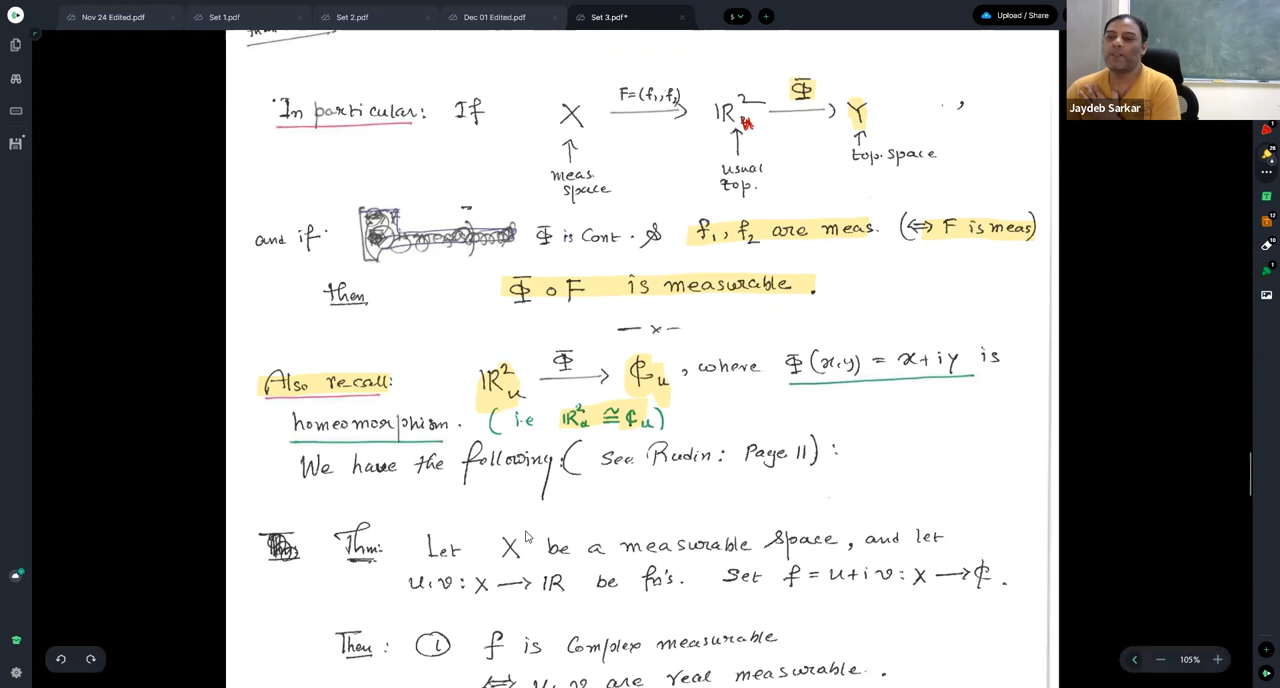 Nov 24 Edited.pdf
Set 1.pdf
Set 2.pdf
Dec 01 Edited.pdf
Set 3.pdf*
s
Upload / Share
Jaydeb Sarkar
In particular: If X F=(f₁,f₂) ℝ² Φ Y ,
meas. space
usual top.
top. space
and if Φ is Cont. & f₁, f₂ are meas. (⇔ F is meas)
then Φ ∘ F is measurable.
— x —
Also recall: ℝ²ᵤ Φ → ℂᵤ, where Φ(x,y) = x+iy is
homeomorphism. (i.e ℝ²ᵤ ≅ ℂᵤ)
We have the following: (See Rudin: Page 11) :
Thm: Let X be a measurable space, and let
u,v : X → ℝ be fn's. Set f = u+iv : X → ℂ.
Then: ① f is Complex measurable
⇔ u, v are real measurable.
105%